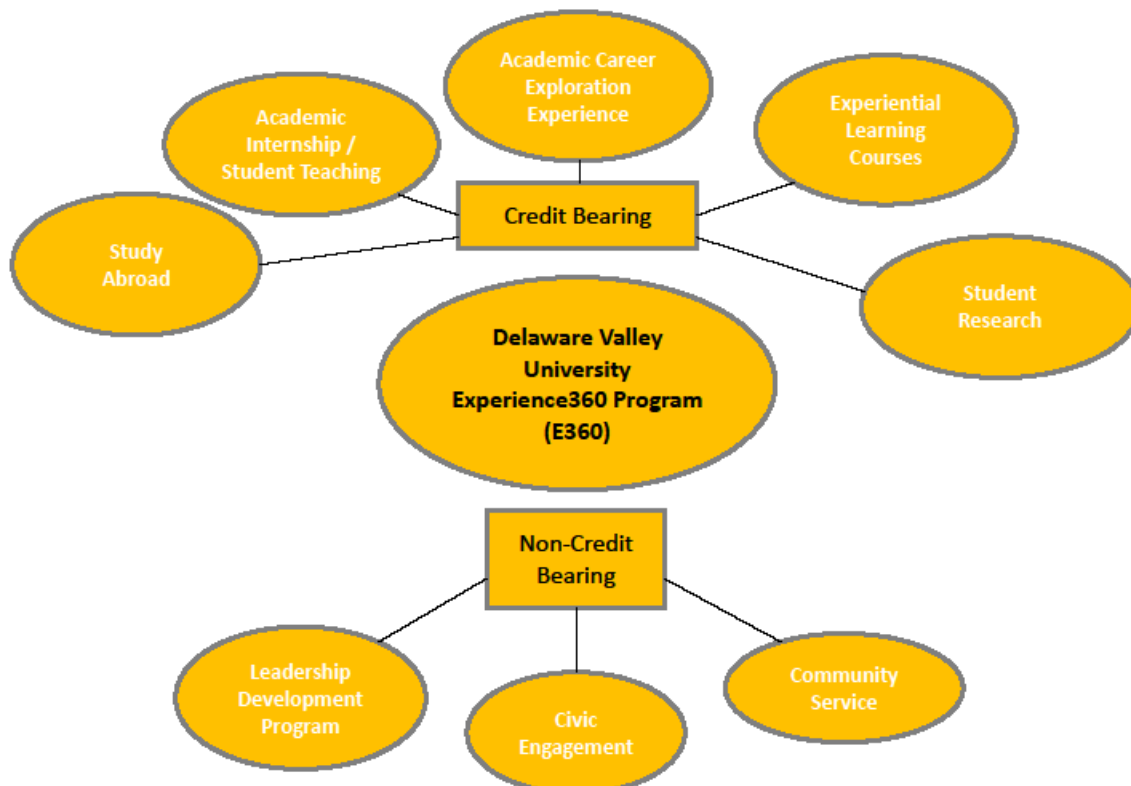 Academic Career
Exploration
Experience
Academic
Internship /
Student Teaching
Experiential
Learning
Courses
Credit Bearing
Study
Abroad
Student
Research
Delaware Valley
University
Experience360 Program
(E360)
Non-Credit
Bearing
Leadership
Development
Program
Civic
Engagement
Community
Service